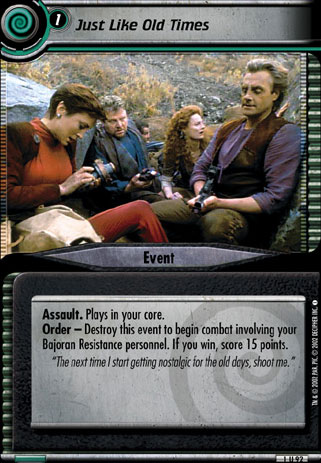 1 Just Like Old Times
Event
Assault. Plays in your core.
Order – Destroy this event to begin combat involving your
Bajoran Resistance personnel. If you win, score 15 points.
"The next time I start getting nostalgic for the old days, shoot me."
TM & © 2002 PAR. PIC. © 2002 DECIPHER INC.
1 U 92